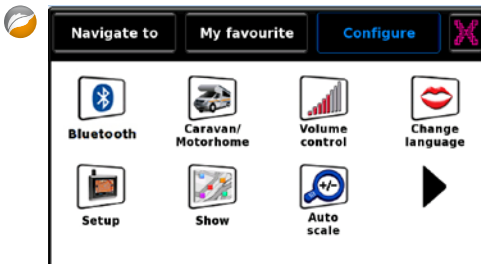 Navigate to
My favourite
Configure
X
Bluetooth
Caravan/
Motorhome
Volume
control
Change
language
Setup
Show
+/-
Auto
scale